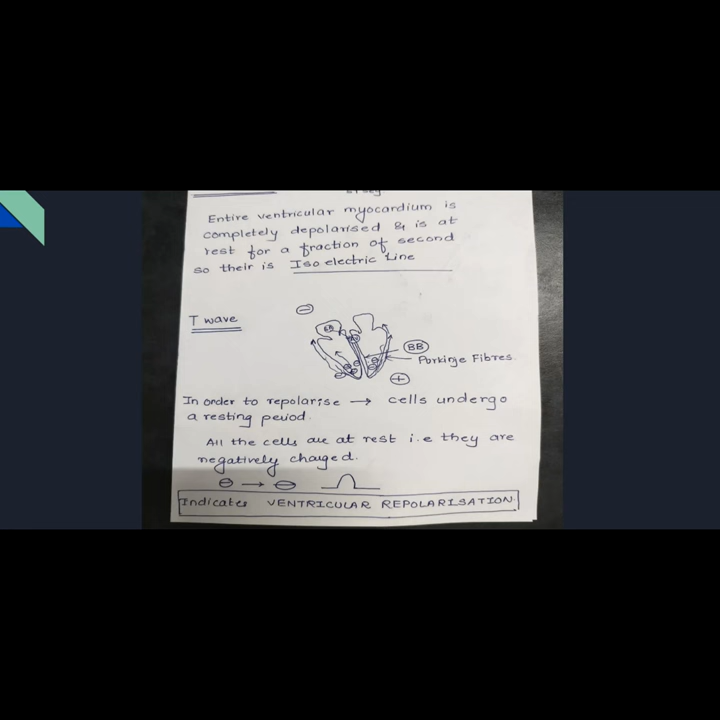 Entire ventricular myocardium is
completely depolarised & is at
rest for a fraction of second
so their is Iso electric Line
T wave
BB
Porkinje Fibres.
In order to repolarise → cells undergo
a resting period.
All the cells are at rest i.e they are
negatively charged.
⊖ → ⊖
Indicates VENTRICULAR REPOLARISATION.